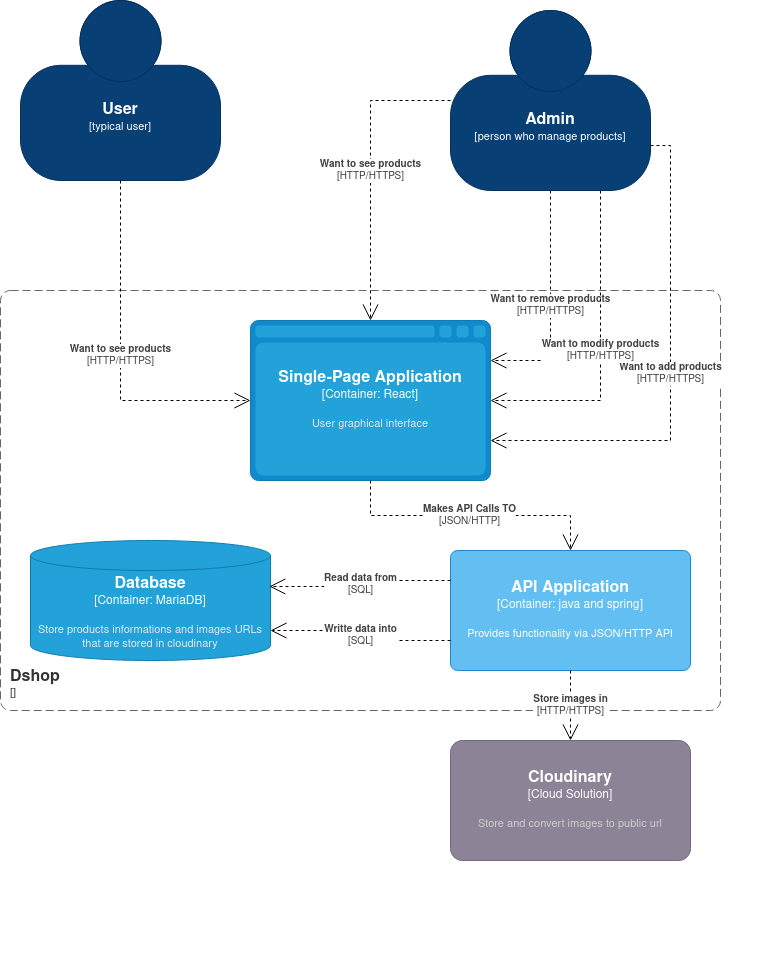 User
[typical user]
Admin
[person who manage products]
Want to see products
[HTTP/HTTPS]
Want to remove products
[HTTP/HTTPS]
Want to see products
[HTTP/HTTPS]
Want to modify products
[HTTP/HTTPS]
Want to add products
[HTTP/HTTPS]
Single-Page Application
[Container: React]
User graphical interface
Makes API Calls TO
[JSON/HTTP]
Database
[Container: MariaDB]
Store products informations and images URLs
that are stored in cloudinary
Read data from
[SQL]
Writte data into
[SQL]
API Application
[Container: java and spring]
Provides functionality via JSON/HTTP API
Dshop
[]
Store images in
[HTTP/HTTPS]
Cloudinary
[Cloud Solution]
Store and convert images to public url